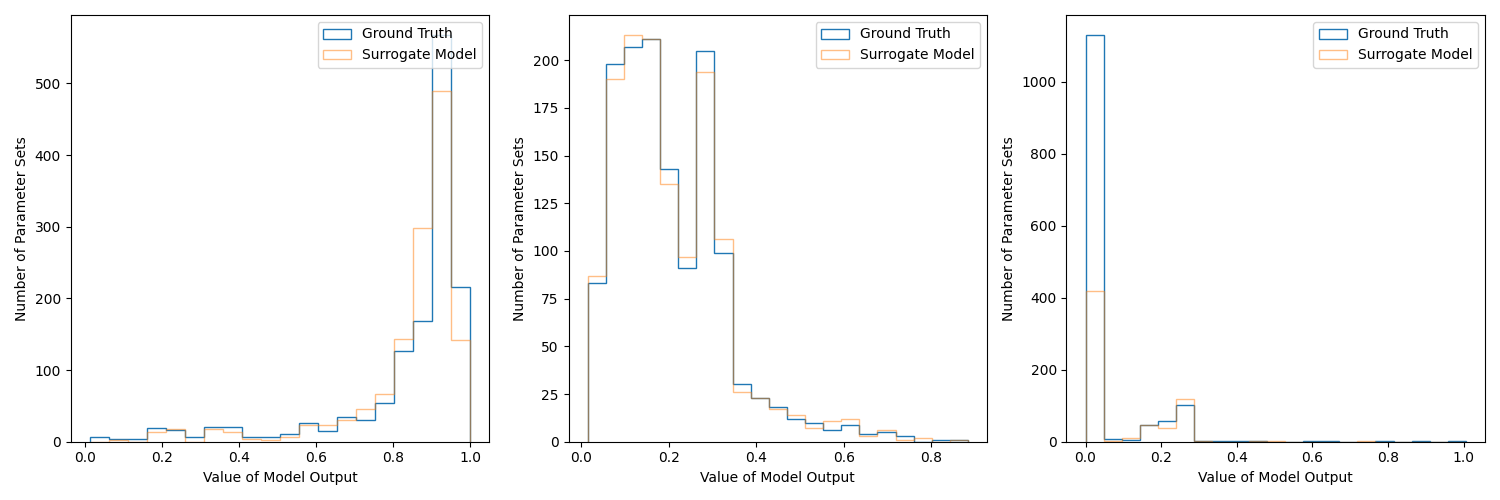 Ground Truth
Surrogate Model
Number of Parameter Sets
500
400
300
200
100
0
0.0 0.2 0.4 0.6 0.8 1.0
Value of Model Output
Ground Truth
Surrogate Model
Number of Parameter Sets
200
175
150
125
100
75
50
25
0
0.0 0.2 0.4 0.6 0.8
Value of Model Output
Ground Truth
Surrogate Model
Number of Parameter Sets
1000
800
600
400
200
0
0.0 0.2 0.4 0.6 0.8 1.0
Value of Model Output